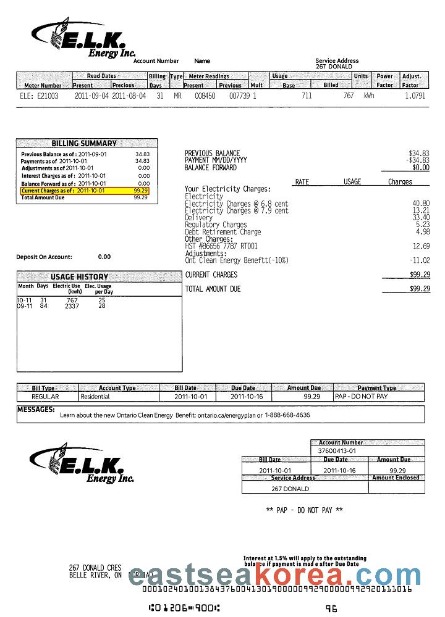 E.L.K.
Energy Inc.
Account Number Name Service Address
267 DONALD
Read Dates Billing Type Meter Readings Usage Units Power Adjust.
Meter Number Present Previous Days Present Previous Mult Base Billed Factor Factor
ELE: E21003 2011-09-04 2011-08-04 31 MR 008450 007739 1 711 767 kWh 1.0791
BILLING SUMMARY
Previous Balance as of : 2011-09-01 34.83
Payments as of 2011-10-01 34.83
Adjustments as of 2011-10-01 0.00
Interest Charges as of : 2011-10-01 0.00
Balance Forward as of : 2011-10-01 0.00
Current Charges as of : 2011-10-01 99.29
Total Amount Due 99.29
Deposit On Account: 0.00
PREVIOUS BALANCE $34.83
PAYMENT MM/DD/YYYY -$34.83
BALANCE FORWARD $0.00
RATE USAGE Charges
Your Electricity Charges:
Electricity
Electricity Charges @ 6.8 cent 40.80
Electricity Charges @ 7.9 cent 13.21
Delivery 33.40
Regulatory Charges 5.23
Debt Retirement Charge 4.98
Other Charges:
HST #86656 7787 RT001 12.69
Adjustments:
Ont Clean Energy Benefit(-10%) -11.02
CURRENT CHARGES $99.29
TOTAL AMOUNT DUE $99.29
USAGE HISTORY
Month Days Electric Use (kwh) Elec. Usage per Day
10-11 31 767 25
09-11 84 2337 28
Bill Type Account Type Bill Date Due Date Amount Due Payment Type
REGULAR Residential 2011-10-01 2011-10-16 99.29 PAP - DO NOT PAY
MESSAGES:
Learn about the new Ontario Clean Energy Benefit: ontario.ca/energyplan or 1-888-668-4636
E.L.K.
Energy Inc.
Account Number
37600413-01
Bill Date Due Date Amount Due
2011-10-01 2011-10-16 99.29
Service Address Amount Enclosed
267 DONALD
** PAP - DO NOT PAY **
Interest at 1.5% will apply to the outstanding
balance if payment is made after Due Date
267 DONALD CRES
BELLE RIVER, ON
eastseakorea.com
96